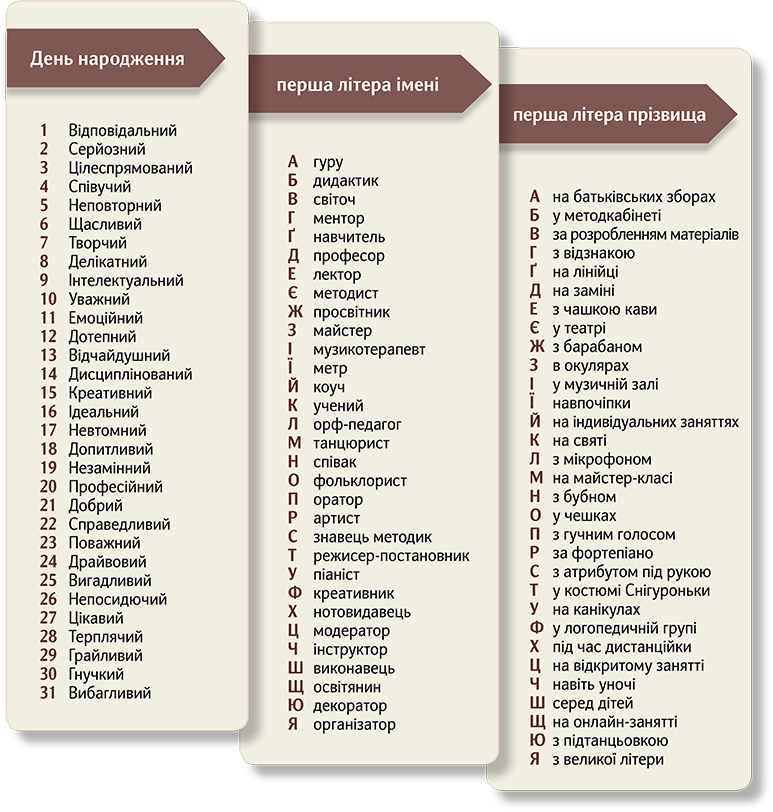 День народження
1 Відповідальний
2 Серйозний
3 Цілеспрямований
4 Співучий
5 Неповторний
6 Щасливий
7 Творчий
8 Делікатний
9 Інтелектуальний
10 Уважний
11 Емоційний
12 Дотепний
13 Відчайдушний
14 Дисциплінований
15 Креативний
16 Ідеальний
17 Невтомний
18 Допитливий
19 Незамінний
20 Професійний
21 Добрий
22 Справедливий
23 Поважний
24 Драйвовий
25 Вигадливий
26 Непосидючий
27 Цікавий
28 Терплячий
29 Грайливий
30 Гнучкий
31 Вибагливий
перша літера імені
А гуру
Б дидактик
В світоч
Г ментор
Ґ навчитель
Д професор
Е лектор
Є методист
Ж просвітник
З майстер
І музикотерапевт
Ї метр
Й коуч
К учений
Л орф-педагог
М танцюрист
Н співак
О фольклорист
П оратор
Р артист
С знавець методик
Т режисер-постановник
У піаніст
Ф креативник
Х нотовидавець
Ц модератор
Ч інструктор
Ш виконавець
Щ освітянин
Ю декоратор
Я організатор
перша літера прізвища
А на батьківських зборах
Б у методкабінеті
В за розробленням матеріалів
Г з відзнакою
Ґ на лінійці
Д на заміні
Е з чашкою кави
Є у театрі
Ж з барабаном
З в окулярах
І у музичній залі
Ї навпочіпки
Й на індивідуальних заняттях
К на святі
Л з мікрофоном
М на майстер-класі
Н з бубном
О у чешках
П з гучним голосом
Р за фортепіано
С з атрибутом під рукою
Т у костюмі Снігуроньки
У на канікулах
Ф у логопедичній групі
Х під час дистанційки
Ц на відкритому занятті
Ч навіть уночі
Ш серед дітей
Щ на онлайн-занятті
Ю з підтанцьовкою
Я з великої літери